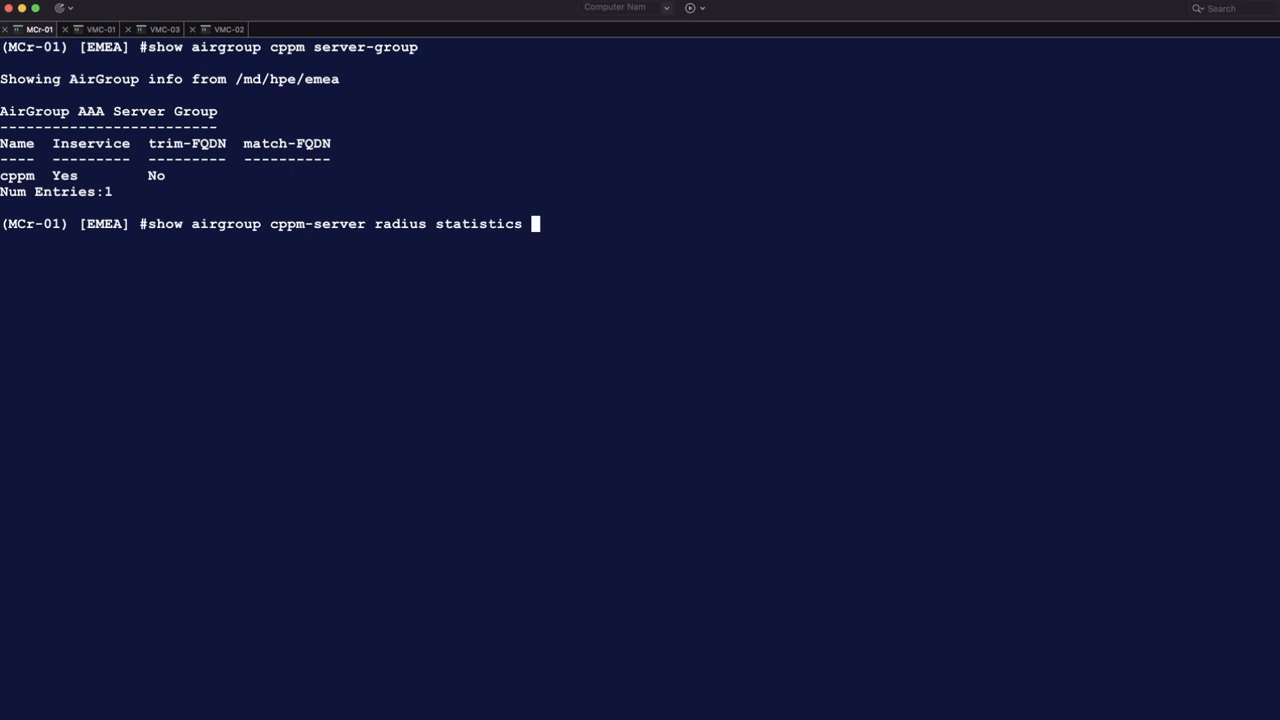 Computer Nam
Search
MCr-01 VMC-01 VMC-03 VMC-02
(MCr-01) [EMEA] #show airgroup cppm server-group
Showing AirGroup info from /md/hpe/emea
AirGroup AAA Server Group
-------------------------
Name Inservice trim-FQDN match-FQDN
---- --------- --------- ----------
cppm Yes No
Num Entries:1
(MCr-01) [EMEA] #show airgroup cppm-server radius statistics